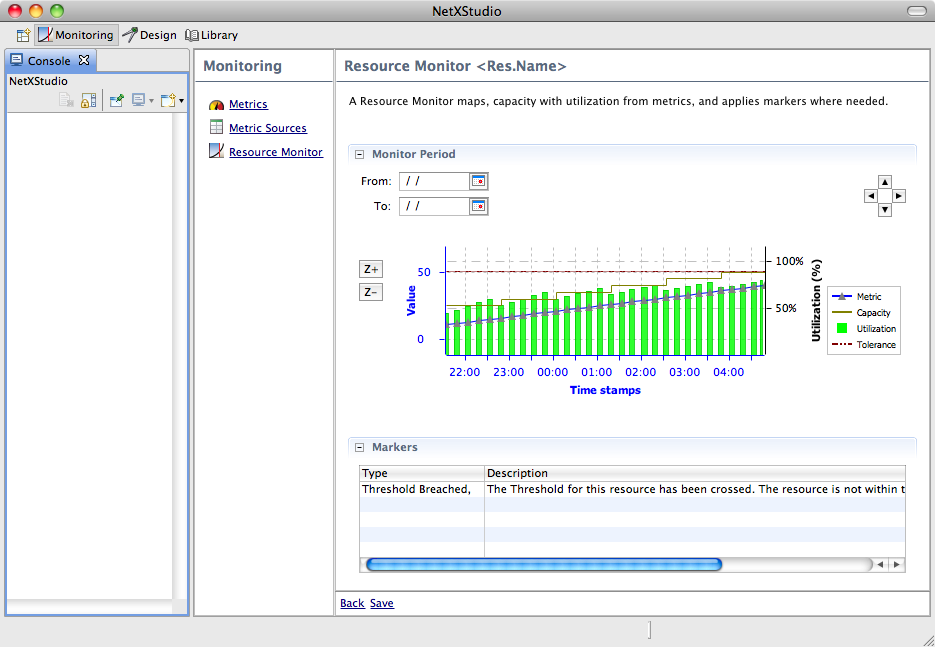 NetXStudio
Monitoring Design Library
Console
NetXStudio
Monitoring
Metrics
Metric Sources
Resource Monitor
Resource Monitor <Res.Name>
A Resource Monitor maps, capacity with utilization from metrics, and applies markers where needed.
Monitor Period
From: / /
To: / /
Z+
Z-
Value
50
0
100%
50%
Utilization (%)
22:00 23:00 00:00 01:00 02:00 03:00 04:00
Time stamps
Metric
Capacity
Utilization
Tolerance
Markers
Type Description
Threshold Breached, The Threshold for this resource has been crossed. The resource is not within t
Back Save